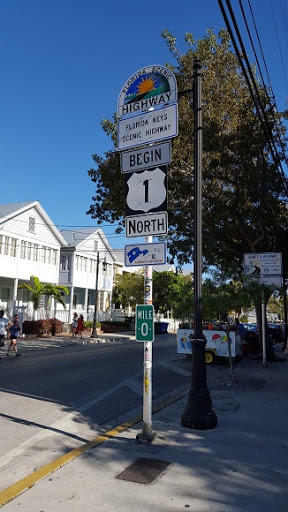 FLORIDA SCENIC
HIGHWAY
FLORIDA KEYS
SCENIC HIGHWAY
BEGIN
1
NORTH
MILE
0